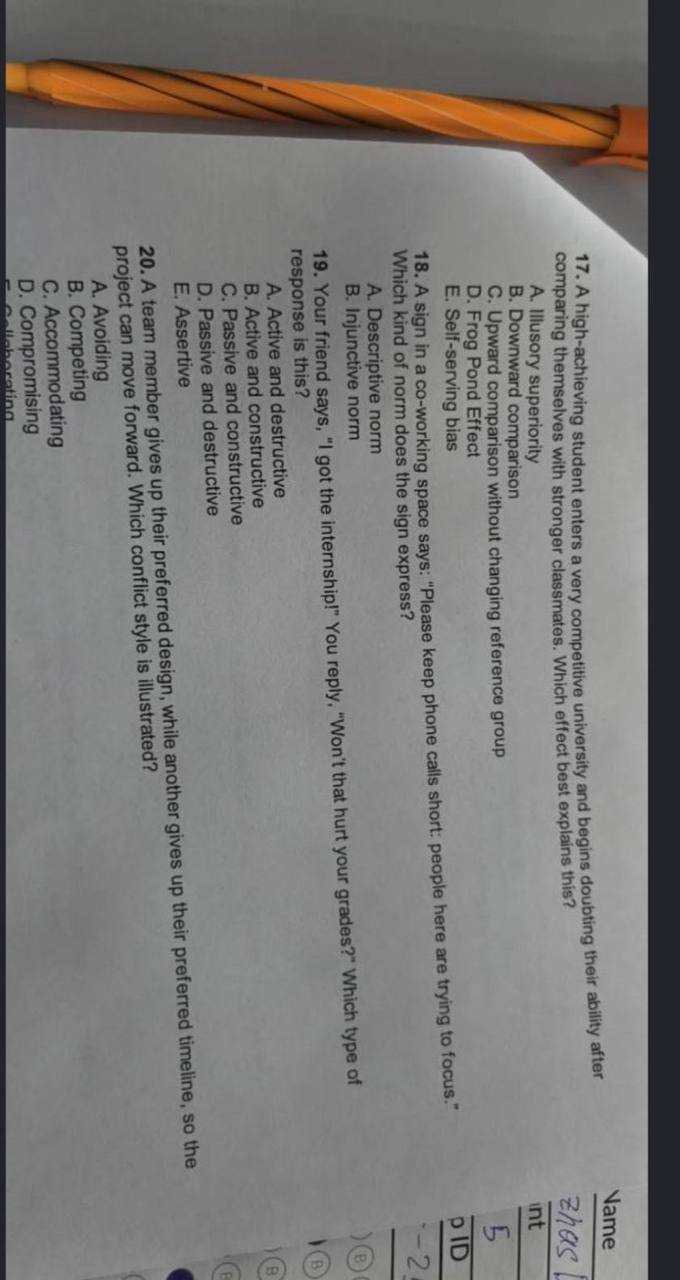 17. A high-achieving student enters a very competitive university and begins doubting their ability after
comparing themselves with stronger classmates. Which effect best explains this?
A. Illusory superiority
B. Downward comparison
C. Upward comparison without changing reference group
D. Frog Pond Effect
E. Self-serving bias
18. A sign in a co-working space says: "Please keep phone calls short: people here are trying to focus."
Which kind of norm does the sign express?
A. Descriptive norm
B. Injunctive norm
19. Your friend says, "I got the internship!" You reply, "Won't that hurt your grades?" Which type of
response is this?
A. Active and destructive
B. Active and constructive
C. Passive and constructive
D. Passive and destructive
E. Assertive
20. A team member gives up their preferred design, while another gives up their preferred timeline, so the
project can move forward. Which conflict style is illustrated?
A. Avoiding
B. Competing
C. Accommodating
D. Compromising
E. Collaborating
Name
zhas
int
5
ID
B
B
B
B